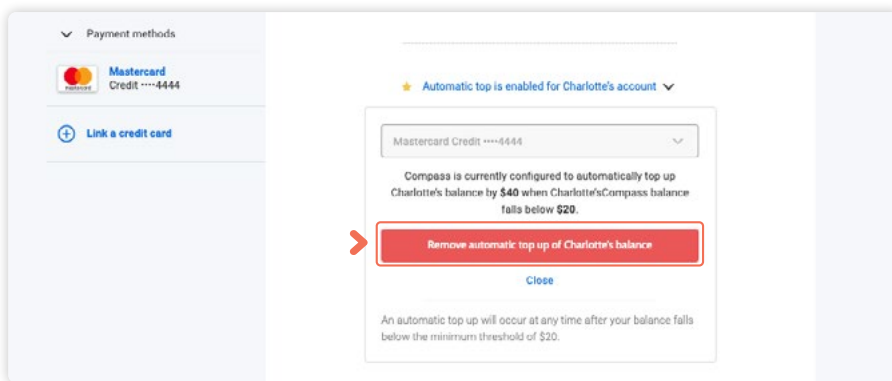 Payment methods
mastercard
Mastercard
Credit ····4444
Link a credit card
Automatic top is enabled for Charlotte's account
Mastercard Credit ····4444
Compass is currently configured to automatically top up
Charlotte's balance by $40 when Charlotte'sCompass balance
falls below $20.
Remove automatic top up of Charlotte's balance
Close
An automatic top up will occur at any time after your balance falls
below the minimum threshold of $20.